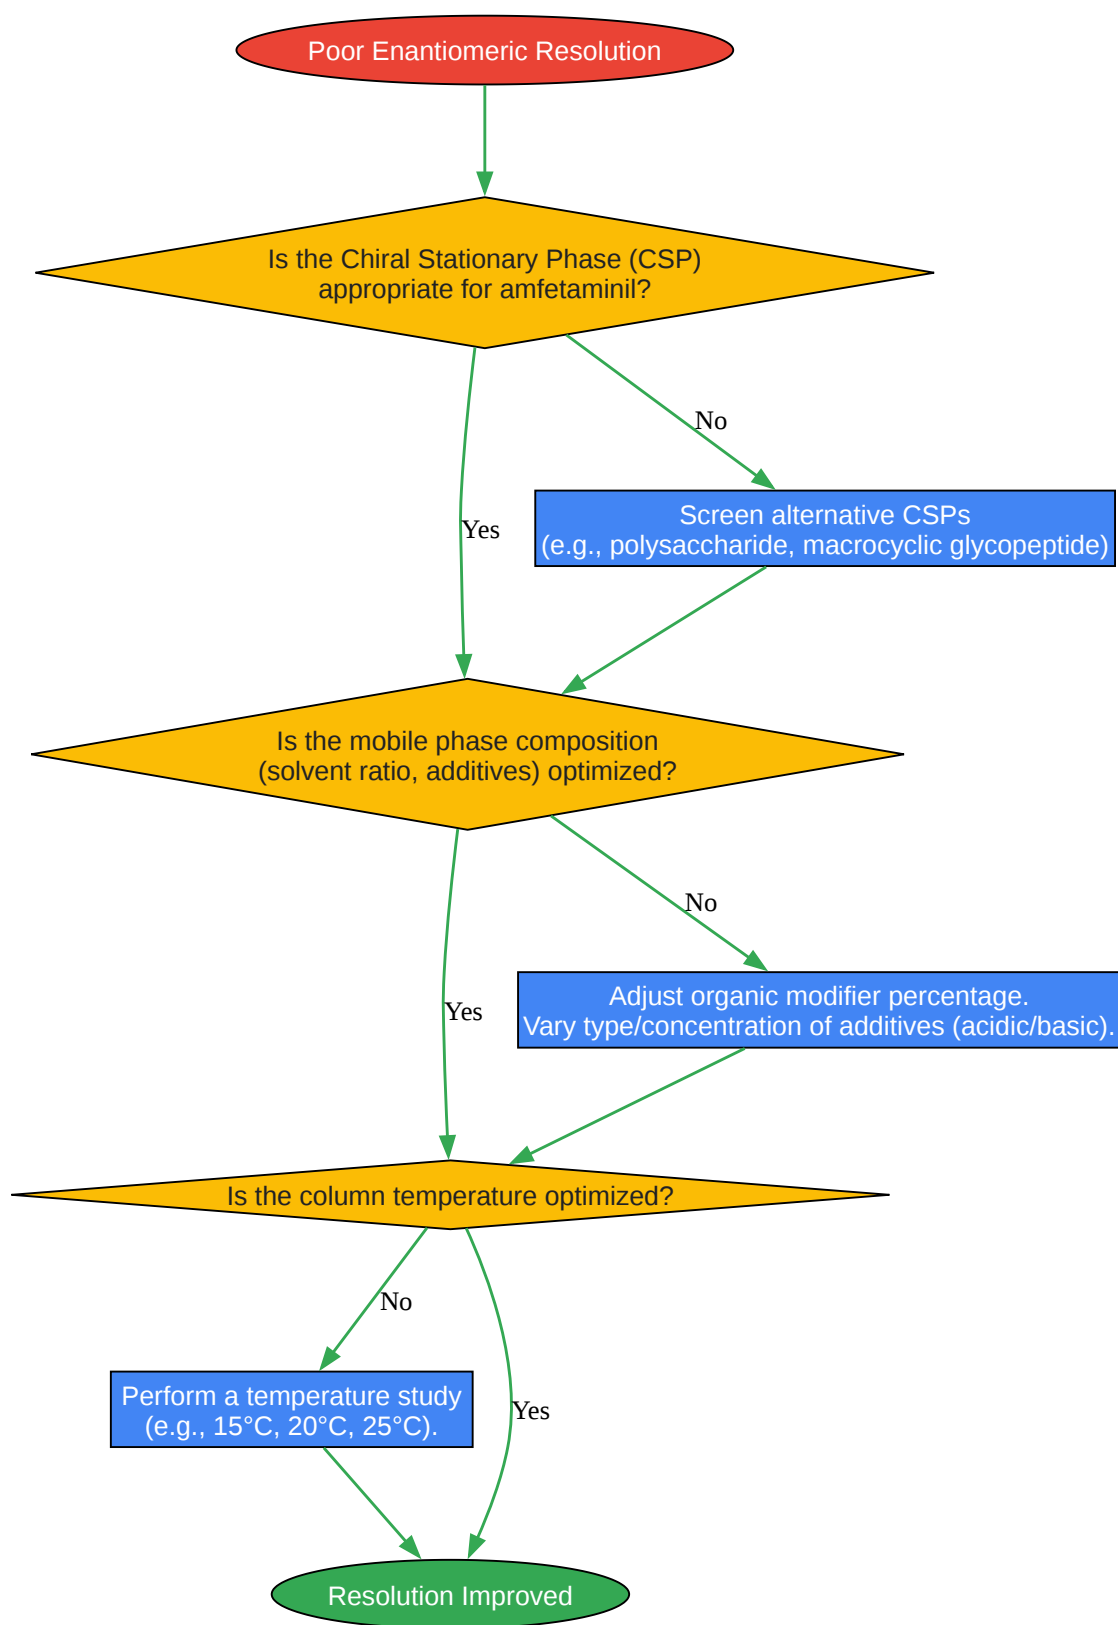 Poor Enantiomeric Resolution
Is the Chiral Stationary Phase (CSP)
appropriate for amfetaminil?
No
Screen alternative CSPs
(e.g., polysaccharide, macrocyclic glycopeptide)
Yes
Is the mobile phase composition
(solvent ratio, additives) optimized?
No
Adjust organic modifier percentage.
Vary type/concentration of additives (acidic/basic).
Yes
Is the column temperature optimized?
No
Perform a temperature study
(e.g., 15°C, 20°C, 25°C).
Yes
Resolution Improved